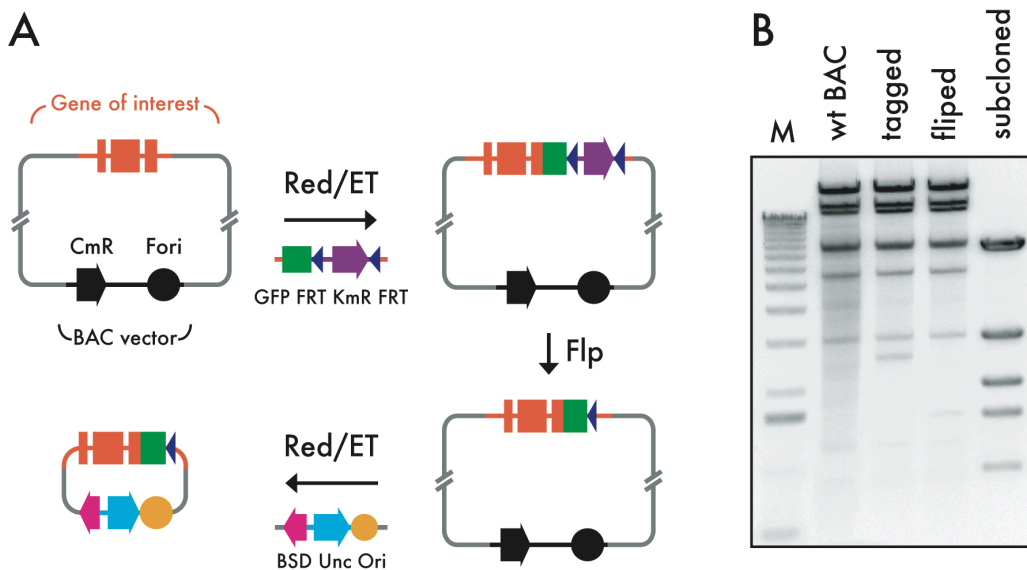 A
Gene of interest
CmR Fori
BAC vector
Red/ET
GFP FRT KmR FRT
Flp
Red/ET
BSD Unc Ori
B
M
wt BAC
tagged
fliped
subcloned